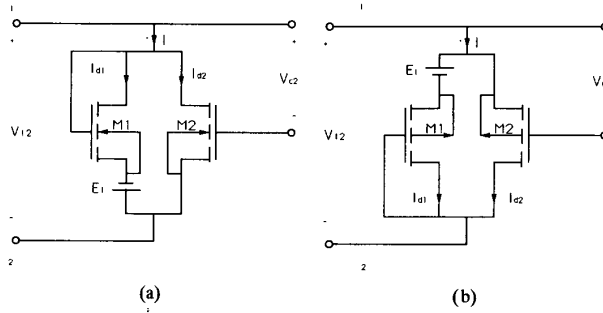 1
1
+
I
+
+
I
Id1
Id2
E1
Vc2
V12
M1
M2
-
V12
M1
M2
E1
Id1
Id2
-
2
-
2
(a)
(b)